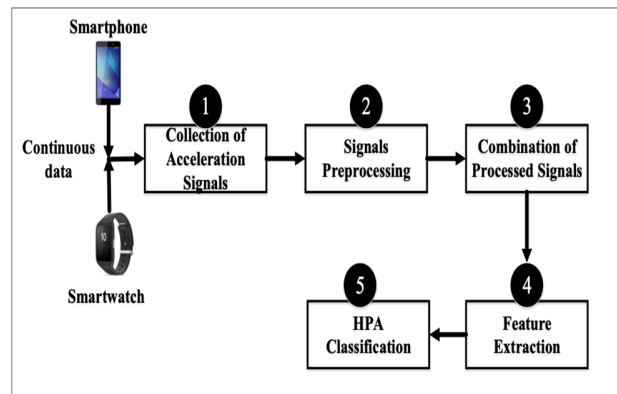 Smartphone
Continuous
data
Smartwatch
1
Collection of
Acceleration
Signals
2
Signals
Preprocessing
3
Combination of
Processed Signals
4
Feature
Extraction
5
HPA
Classification